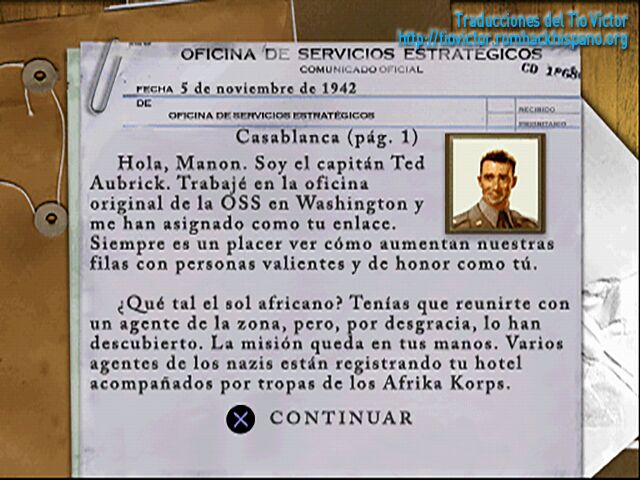 Traducciones del Tio Victor
http://tiovictor.romhackhispano.org
OFICINA DE SERVICIOS ESTRATÉGICOS
COMUNICADO OFICIAL
FECHA 5 de noviembre de 1942
DE
OFICINA DE SERVICIOS ESTRATÉGICOS
RECIBIDO
PRIORITARIO
Casablanca (pág. 1)
Hola, Manon. Soy el capitán Ted
Aubrick. Trabajé en la oficina
original de la OSS en Washington y
me han asignado como tu enlace.
Siempre es un placer ver cómo aumentan nuestras
filas con personas valientes y de honor como tú.
¿Qué tal el sol africano? Tenías que reunirte con
un agente de la zona, pero, por desgracia, lo han
descubierto. La misión queda en tus manos. Varios
agentes de los nazis están registrando tu hotel
acompañados por tropas de los Afrika Korps.
CONTINUAR